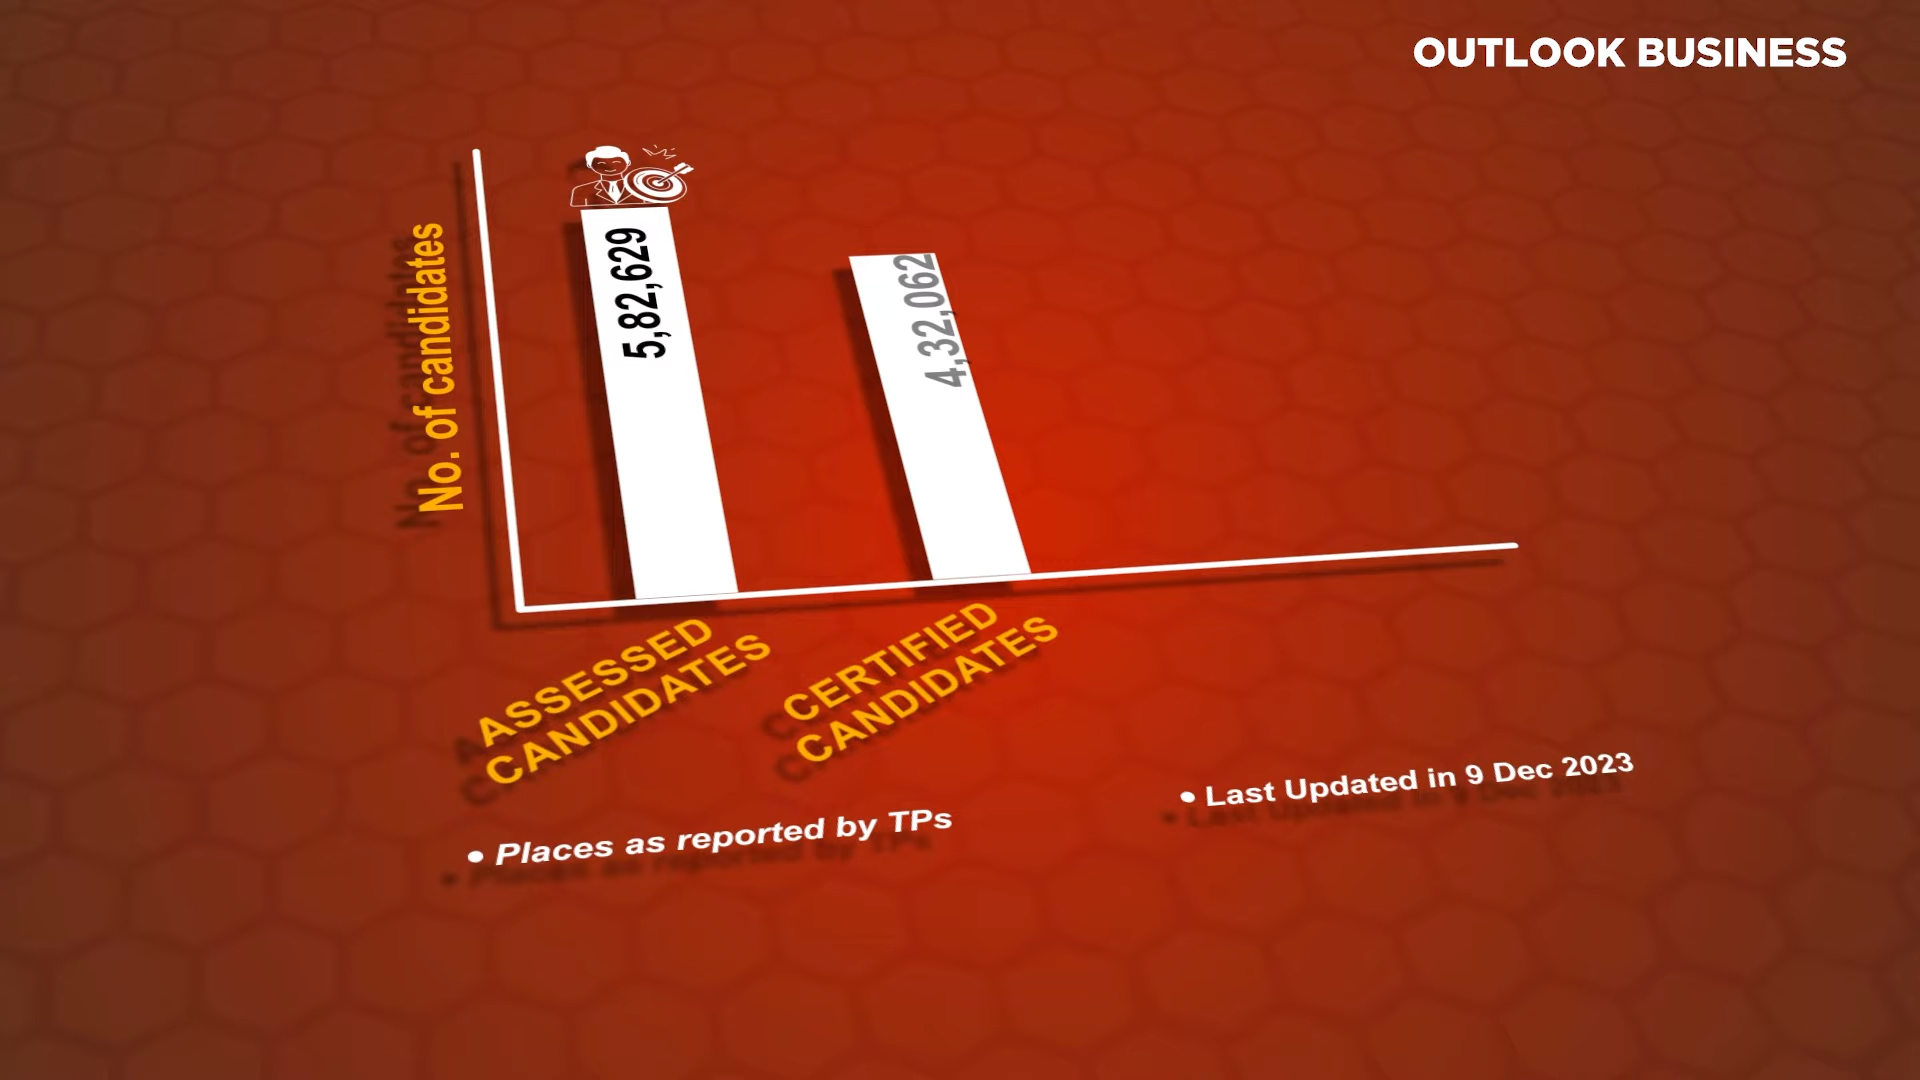 OUTLOOK BUSINESS
No. of candidates
5,82,629
4,32,062
ASSESSED
CANDIDATES
CERTIFIED
CANDIDATES
• Places as reported by TPs
• Last Updated in 9 Dec 2023